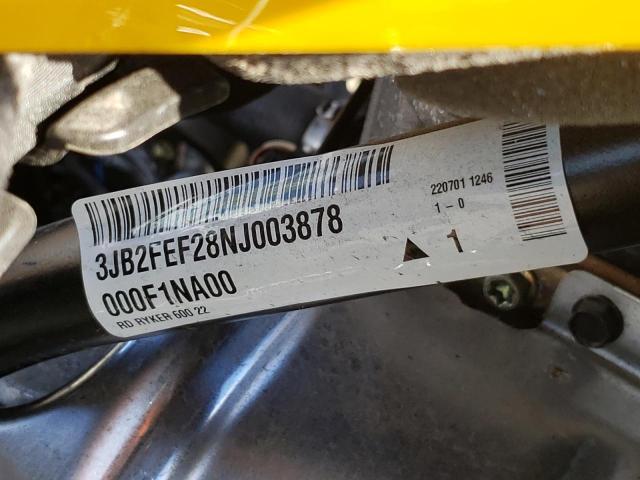 3JB2FEF28NJ003878
000F1NA00
RD RYKER 600 22
220701 1246
1 - 0
1